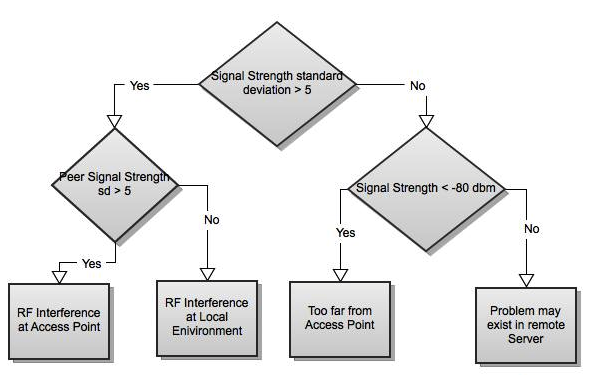 Signal Strength standard
deviation > 5
Yes
No
Peer Signal Strength
sd > 5
Signal Strength < -80 dbm
No
Yes
No
Yes
RF Interference
at Access Point
RF Interference
at Local
Enivironment
Too far from
Access Point
Problem may
exist in remote
Server